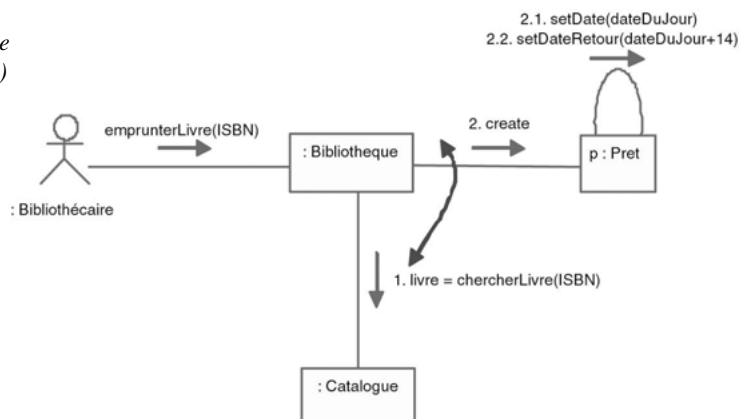 2.1. setDate(dateDuJour)
2.2. setDateRetour(dateDuJour+14)
e
)
emprunterLivre(ISBN)
: Bibliothécaire
: Bibliotheque
2. create
p : Pret
1. livre = chercherLivre(ISBN)
: Catalogue